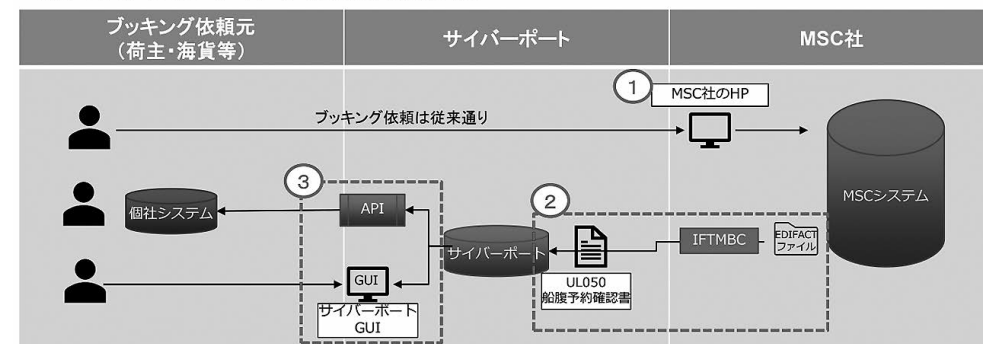 ブッキング依頼元
（荷主・海貨等）
サイバーポート
MSC社
①
MSC社のHP
ブッキング依頼は従来通り
MSCシステム
③
②
個社システム
API
サイバーポート
IFTMBC
EDIFACT
ファイル
GUI
UL050
船腹予約確認書
サイバーポート
GUI